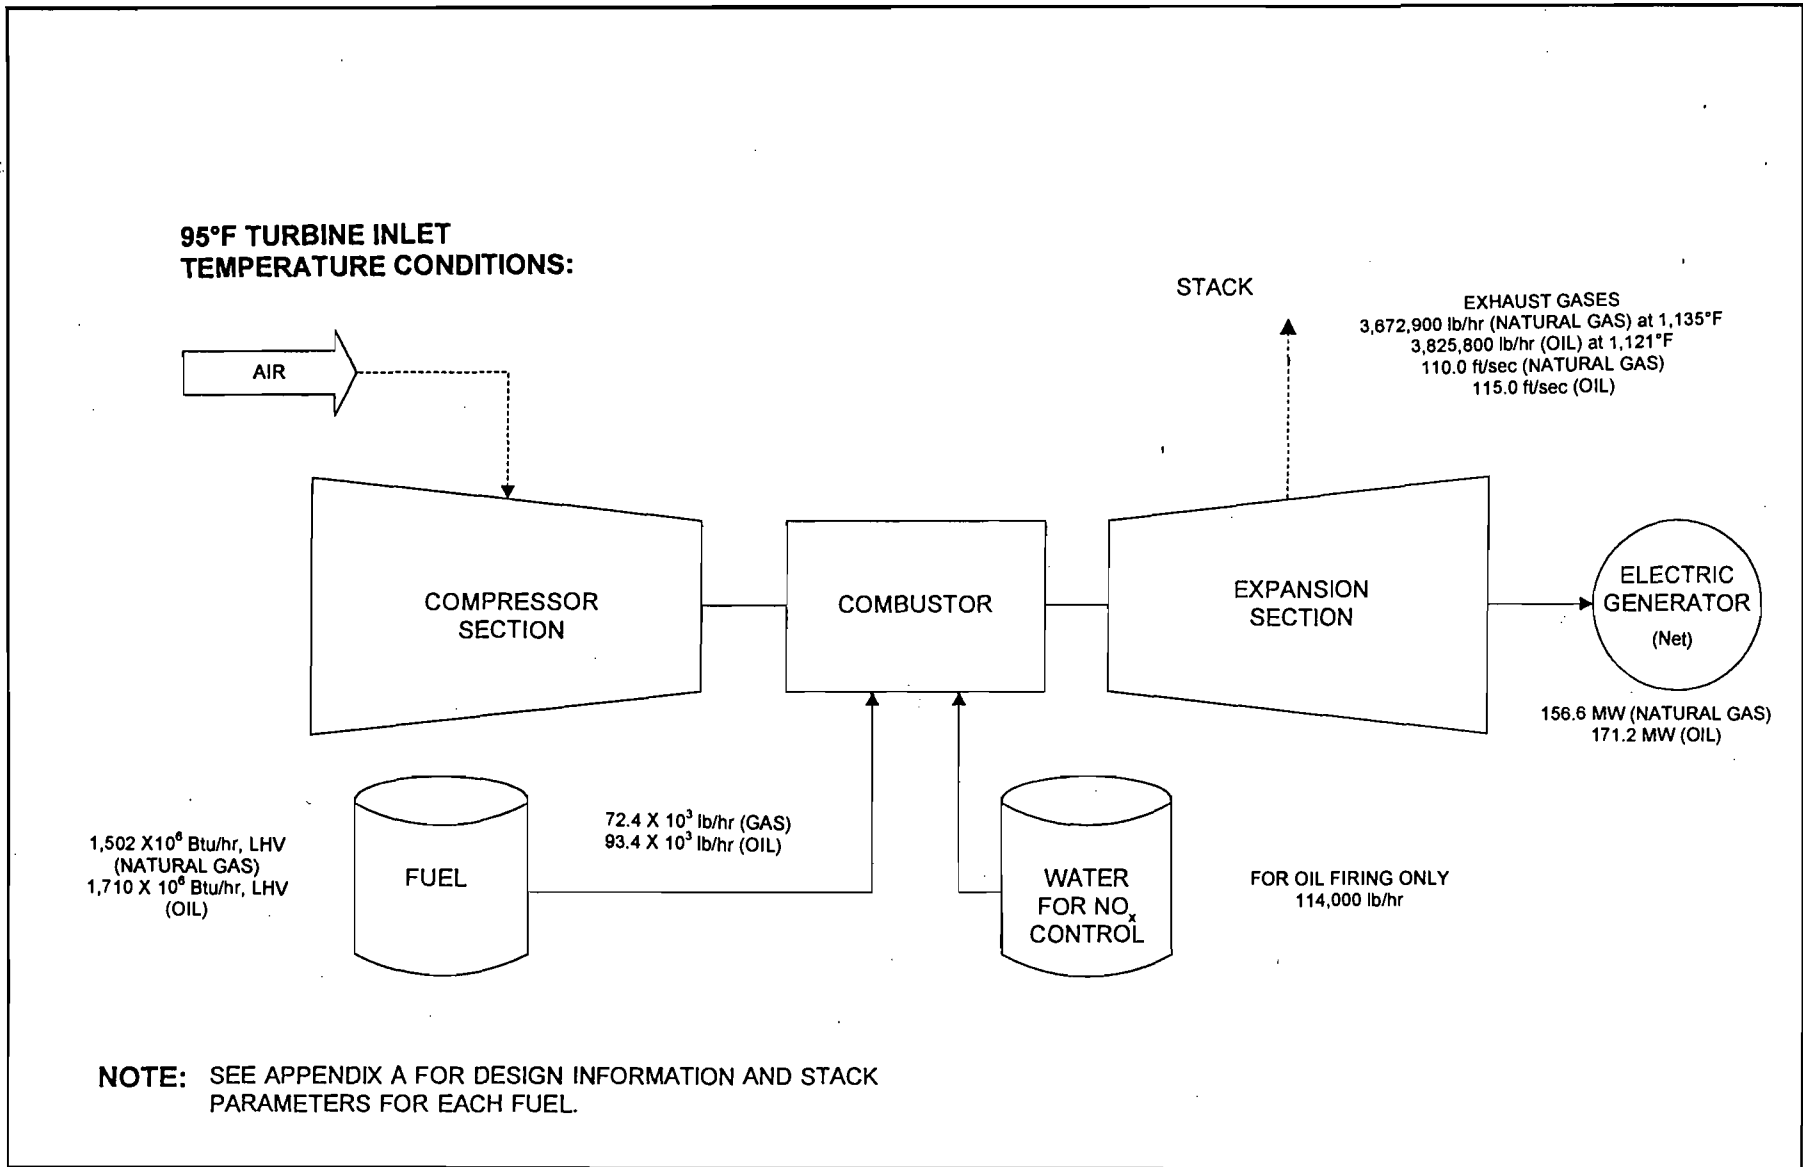 95°F TURBINE INLET
TEMPERATURE CONDITIONS:
AIR
STACK
EXHAUST GASES
3,672,900 lb/hr (NATURAL GAS) at 1,135°F
3,825,800 lb/hr (OIL) at 1,121°F
110.0 ft/sec (NATURAL GAS)
115.0 ft/sec (OIL)
COMPRESSOR
SECTION
COMBUSTOR
EXPANSION
SECTION
ELECTRIC
GENERATOR
(Net)
156.6 MW (NATURAL GAS)
171.2 MW (OIL)
1,502 X10⁶ Btu/hr, LHV
(NATURAL GAS)
1,710 X 10⁶ Btu/hr, LHV
(OIL)
FUEL
72.4 X 10³ lb/hr (GAS)
93.4 X 10³ lb/hr (OIL)
WATER
FOR NOₓ
CONTROL
FOR OIL FIRING ONLY
114,000 lb/hr
NOTE: SEE APPENDIX A FOR DESIGN INFORMATION AND STACK
PARAMETERS FOR EACH FUEL.